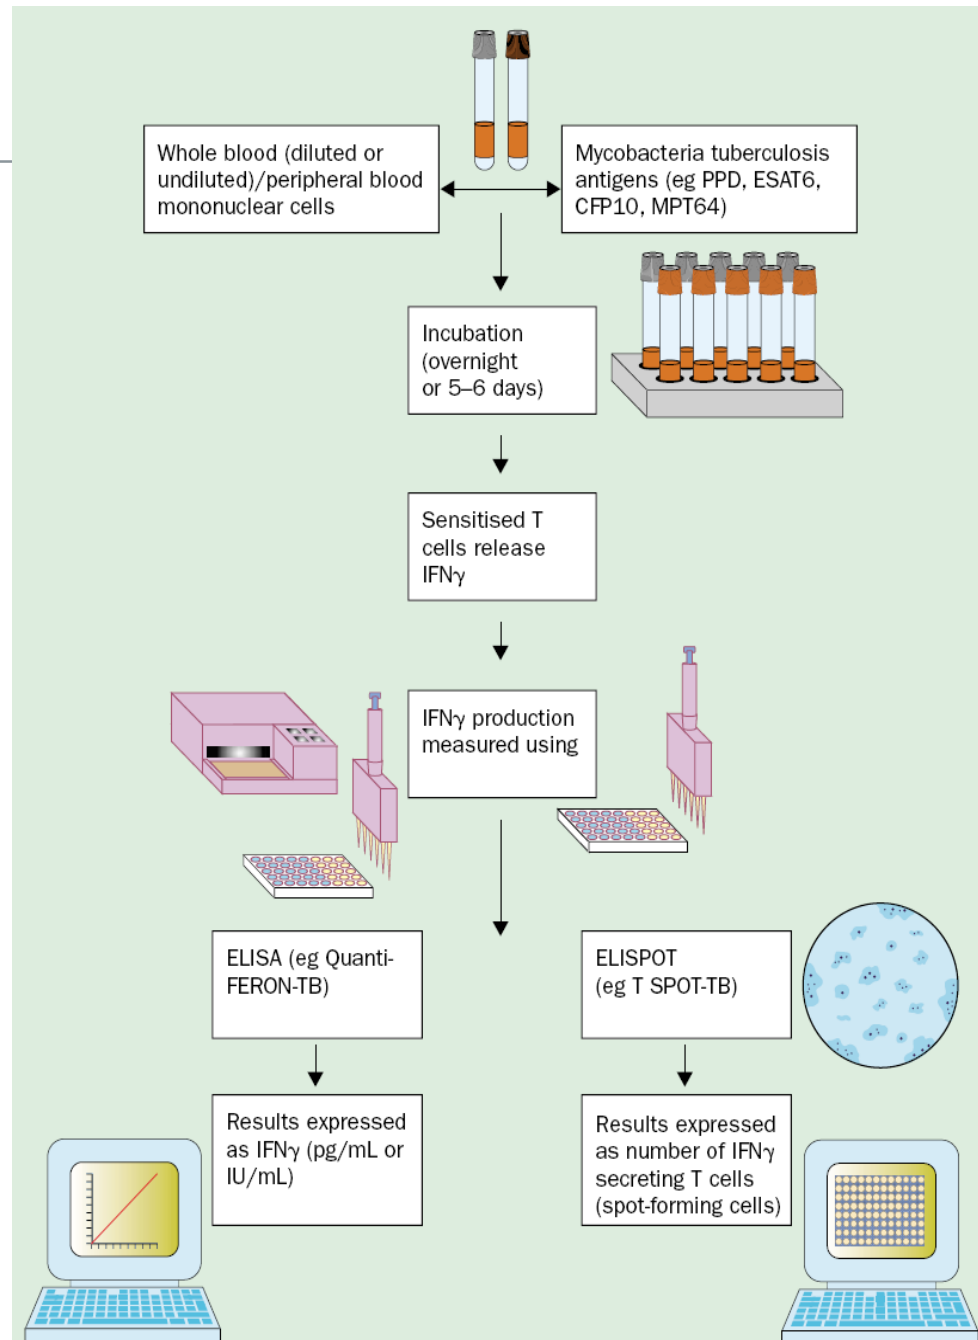 Whole blood (diluted or
undiluted)/peripheral blood
mononuclear cells
Mycobacteria tuberculosis
antigens (eg PPD, ESAT6,
CFP10, MPT64)
Incubation
(overnight
or 5–6 days)
Sensitised T
cells release
IFNγ
IFNγ production
measured using
ELISA (eg Quanti-
FERON-TB)
ELISPOT
(eg T SPOT-TB)
Results expressed
as IFNγ (pg/mL or
IU/mL)
Results expressed
as number of IFNγ
secreting T cells
(spot-forming cells)